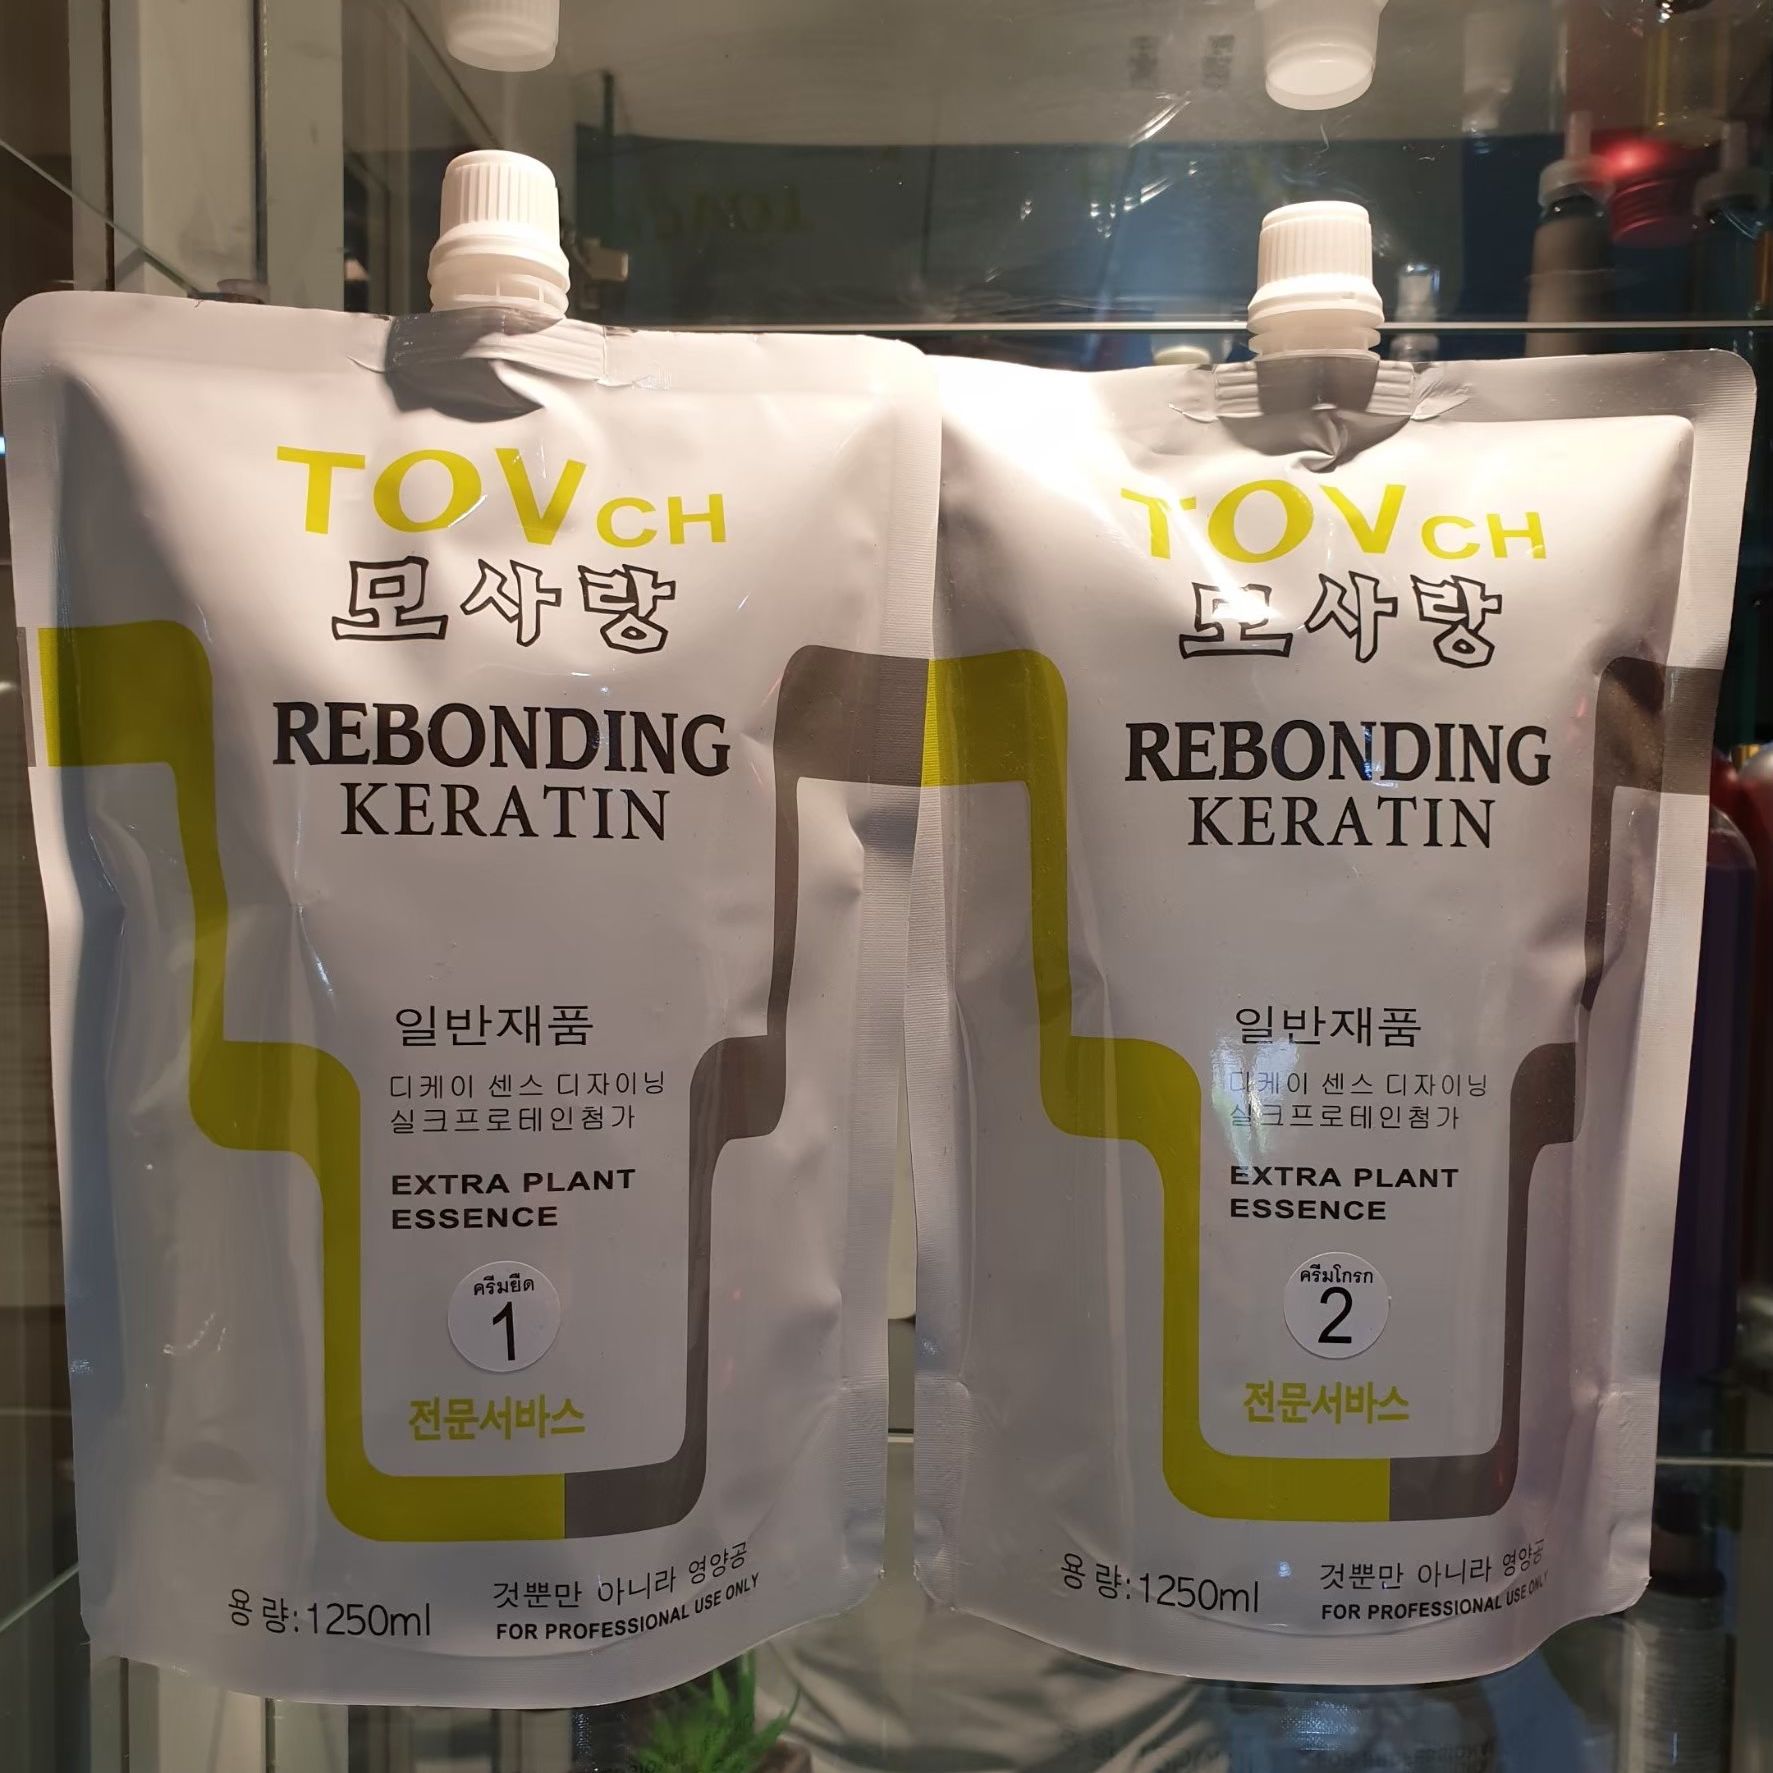 TOVCH
모사랑
REBONDING
KERATIN
일반재품
디케이 센스 디자이닝
실크프로테인첨가
EXTRA PLANT
ESSENCE
ครีมยืด
1
전문서바스
용량:1250ml
것뿐만 아니라 영양공
FOR PROFESSIONAL USE ONLY
TOVCH
모사랑
REBONDING
KERATIN
일반재품
디케이 센스 디자이닝
실크프로테인첨가
EXTRA PLANT
ESSENCE
ครีมโกรก
2
전문서바스
용량:1250ml
것뿐만 아니라 영양공
FOR PROFESSIONAL USE ONLY